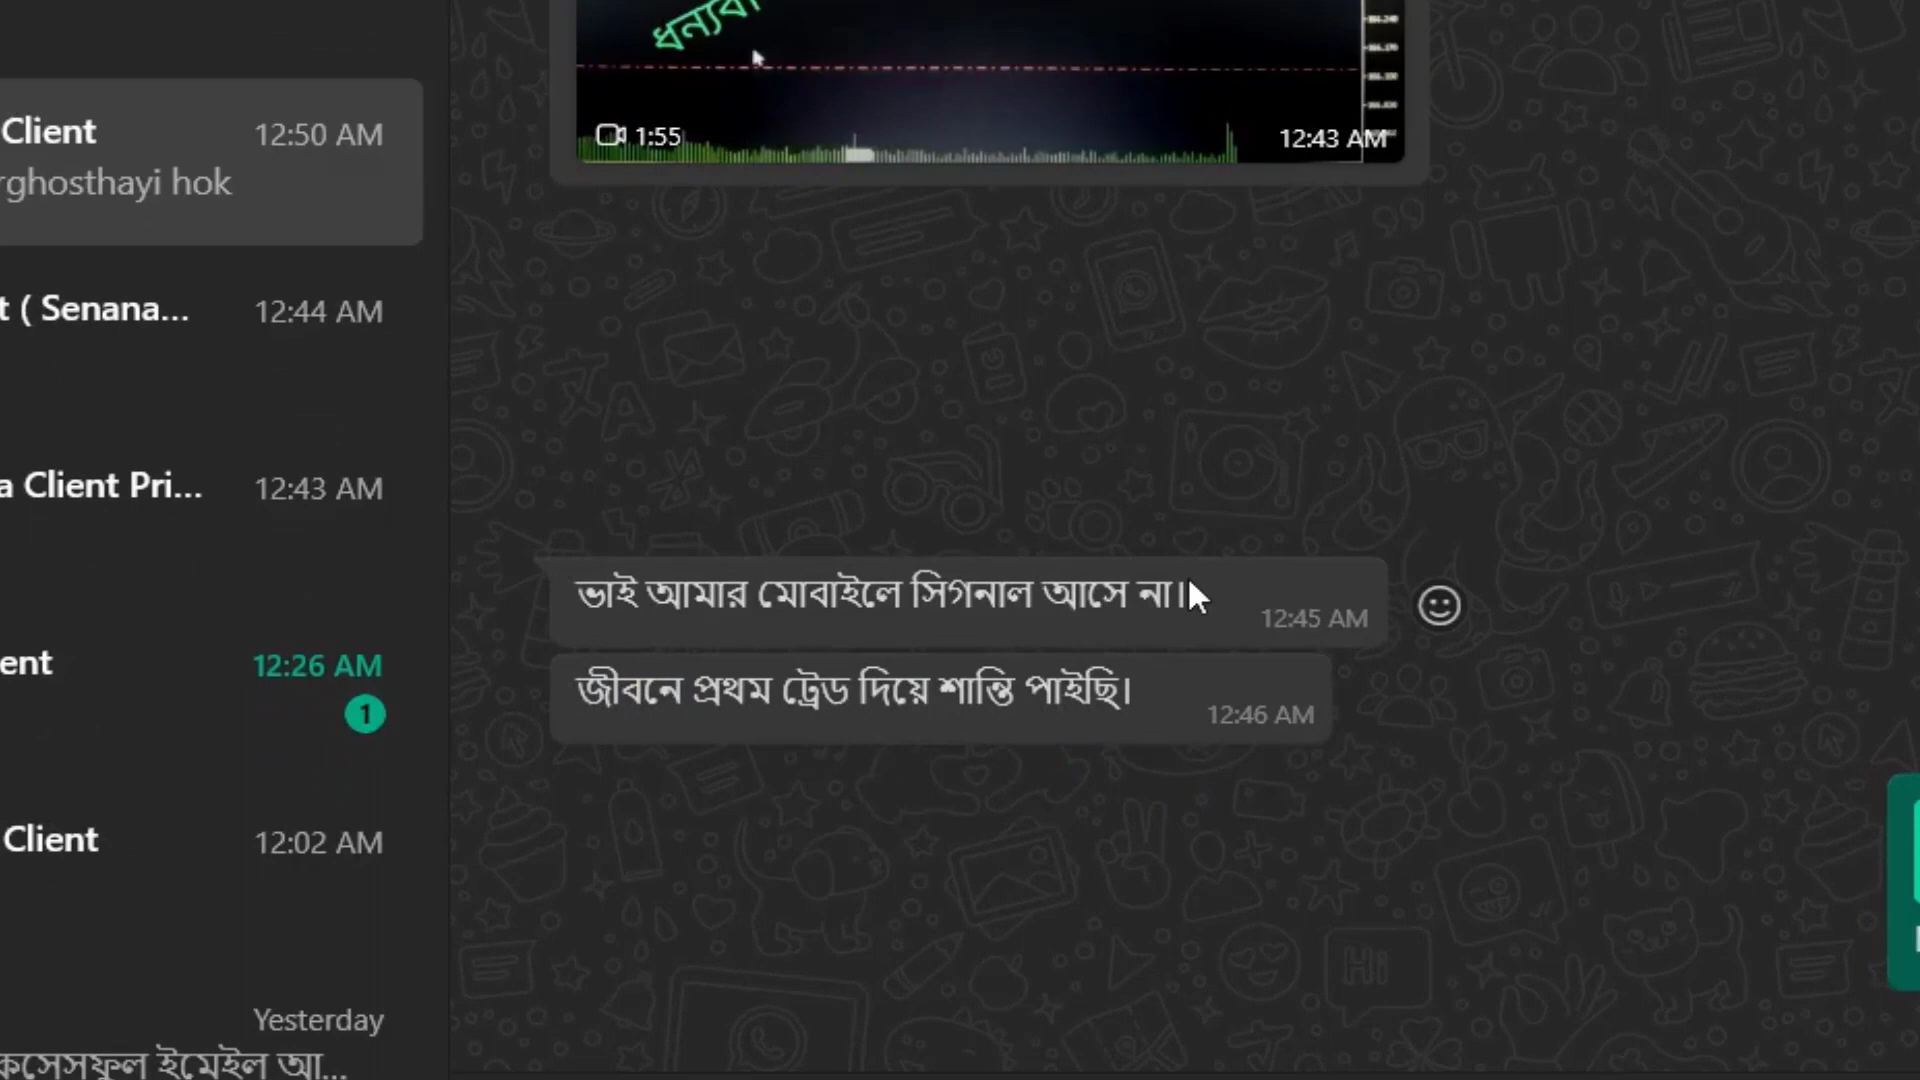 Client 12:50 AM
hok
( Senana... 12:44 AM
Client Pri... 12:43 AM
12:26 AM
1
Client 12:02 AM
Yesterday
ইমেইল আ...
1:55 12:43 AM
ভাই আমার মোবাইলে সিগনাল আসে না। 12:45 AM
জীবনে প্রথম ট্রেড দিয়ে শান্তি পাইছি। 12:46 AM